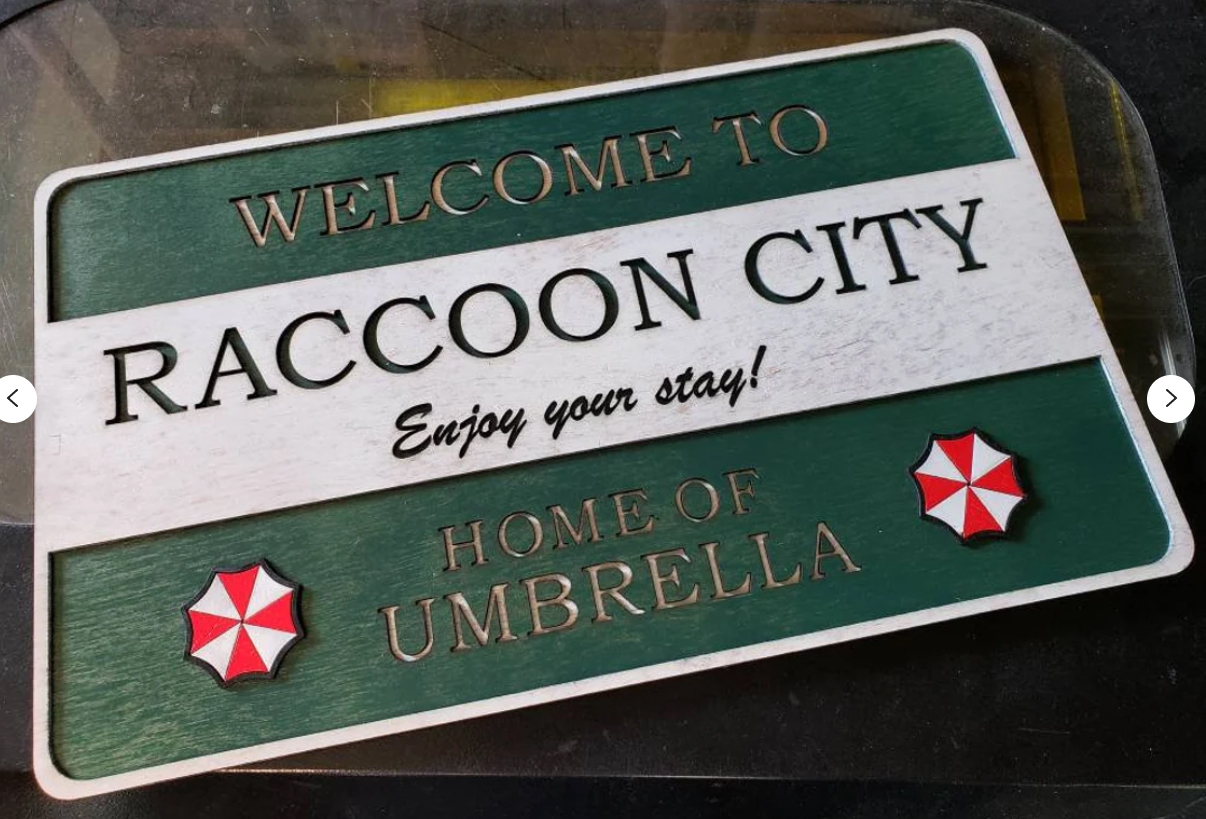 WELCOME TO
RACCOON CITY
Enjoy your stay!
HOME OF
UMBRELLA